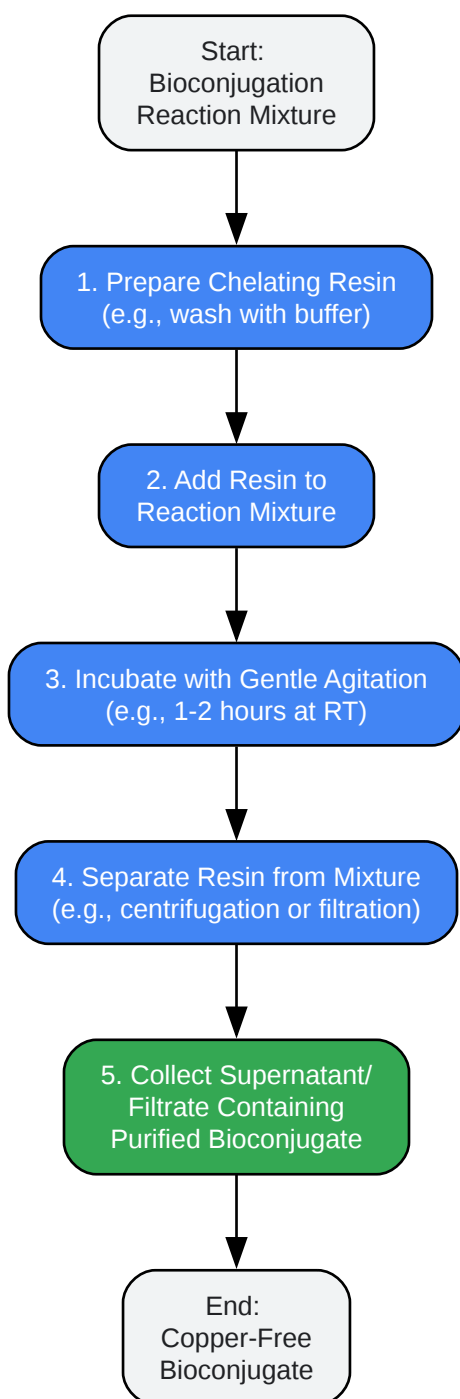 Start:
Bioconjugation
Reaction Mixture
1. Prepare Chelating Resin
(e.g., wash with buffer)
2. Add Resin to
Reaction Mixture
3. Incubate with Gentle Agitation
(e.g., 1-2 hours at RT)
4. Separate Resin from Mixture
(e.g., centrifugation or filtration)
5. Collect Supernatant/
Filtrate Containing
Purified Bioconjugate
End:
Copper-Free
Bioconjugate